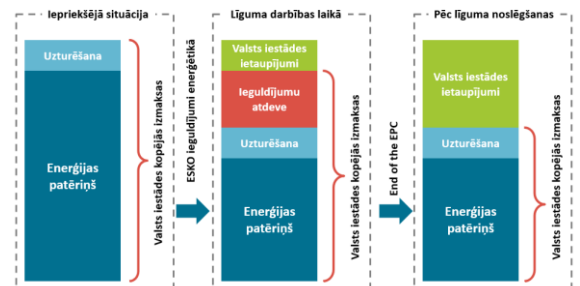 Iepriekšējā situācija
Uzturēšana
Enerģijas
patēriņš
Valsts iestādes kopējās izmaksas
ESKO ieguldījumi enerģētikā
Līguma darbības laikā
Valsts iestādes
ietaupījumi
Ieguldījumu
atdeve
Uzturēšana
Enerģijas
patēriņš
Valsts iestādes kopējās izmaksas
End of the EPC
Pēc līguma noslēgšanas
Valsts iestādes
ietaupījumi
Uzturēšana
Enerģijas
patēriņš
Valsts iestādes kopējās izmaksas